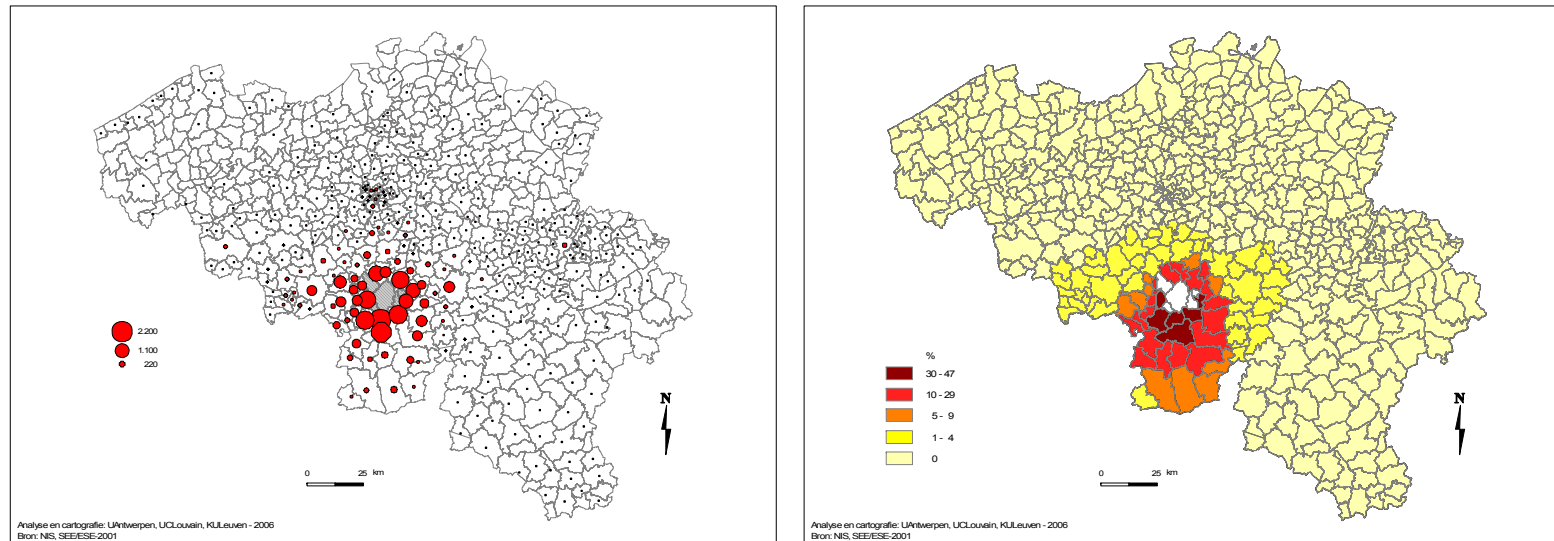 2.200
1.100
220
N
0 25 km
Analyse en cartografie: UAntwerpen, UCLouvain, KULeuven - 2006
Bron: NIS, SEE/ESE-2001
%
30 - 47
10 - 29
5 - 9
1 - 4
0
N
0 25 km
Analyse en cartografie: UAntwerpen, UCLouvain, KULeuven - 2006
Bron: NIS, SEE/ESE-2001